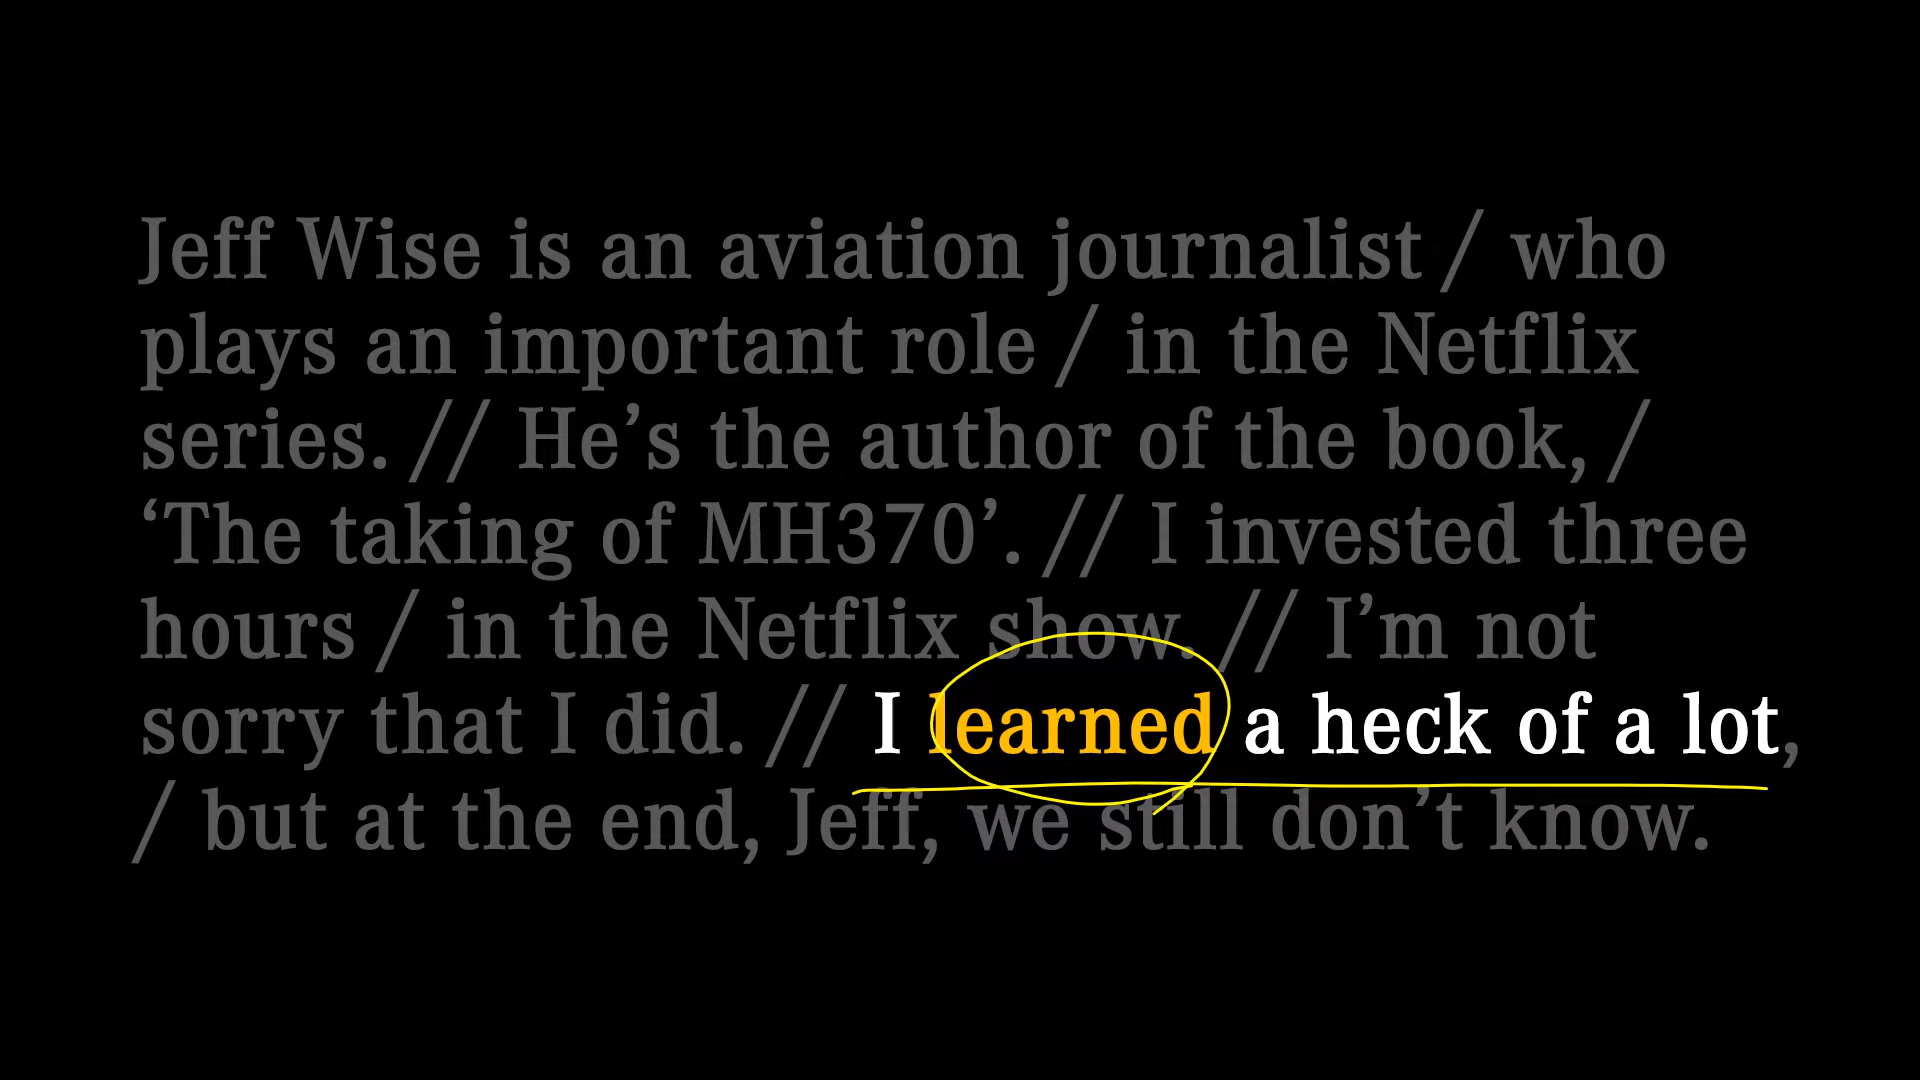 Jeff Wise is an aviation journalist / who
plays an important role / in the Netflix
series. // He’s the author of the book, /
‘The taking of MH370’. // I invested three
hours / in the Netflix show. // I’m not
sorry that I did. // I learned a heck of a lot,
/ but at the end, Jeff, we still don’t know.